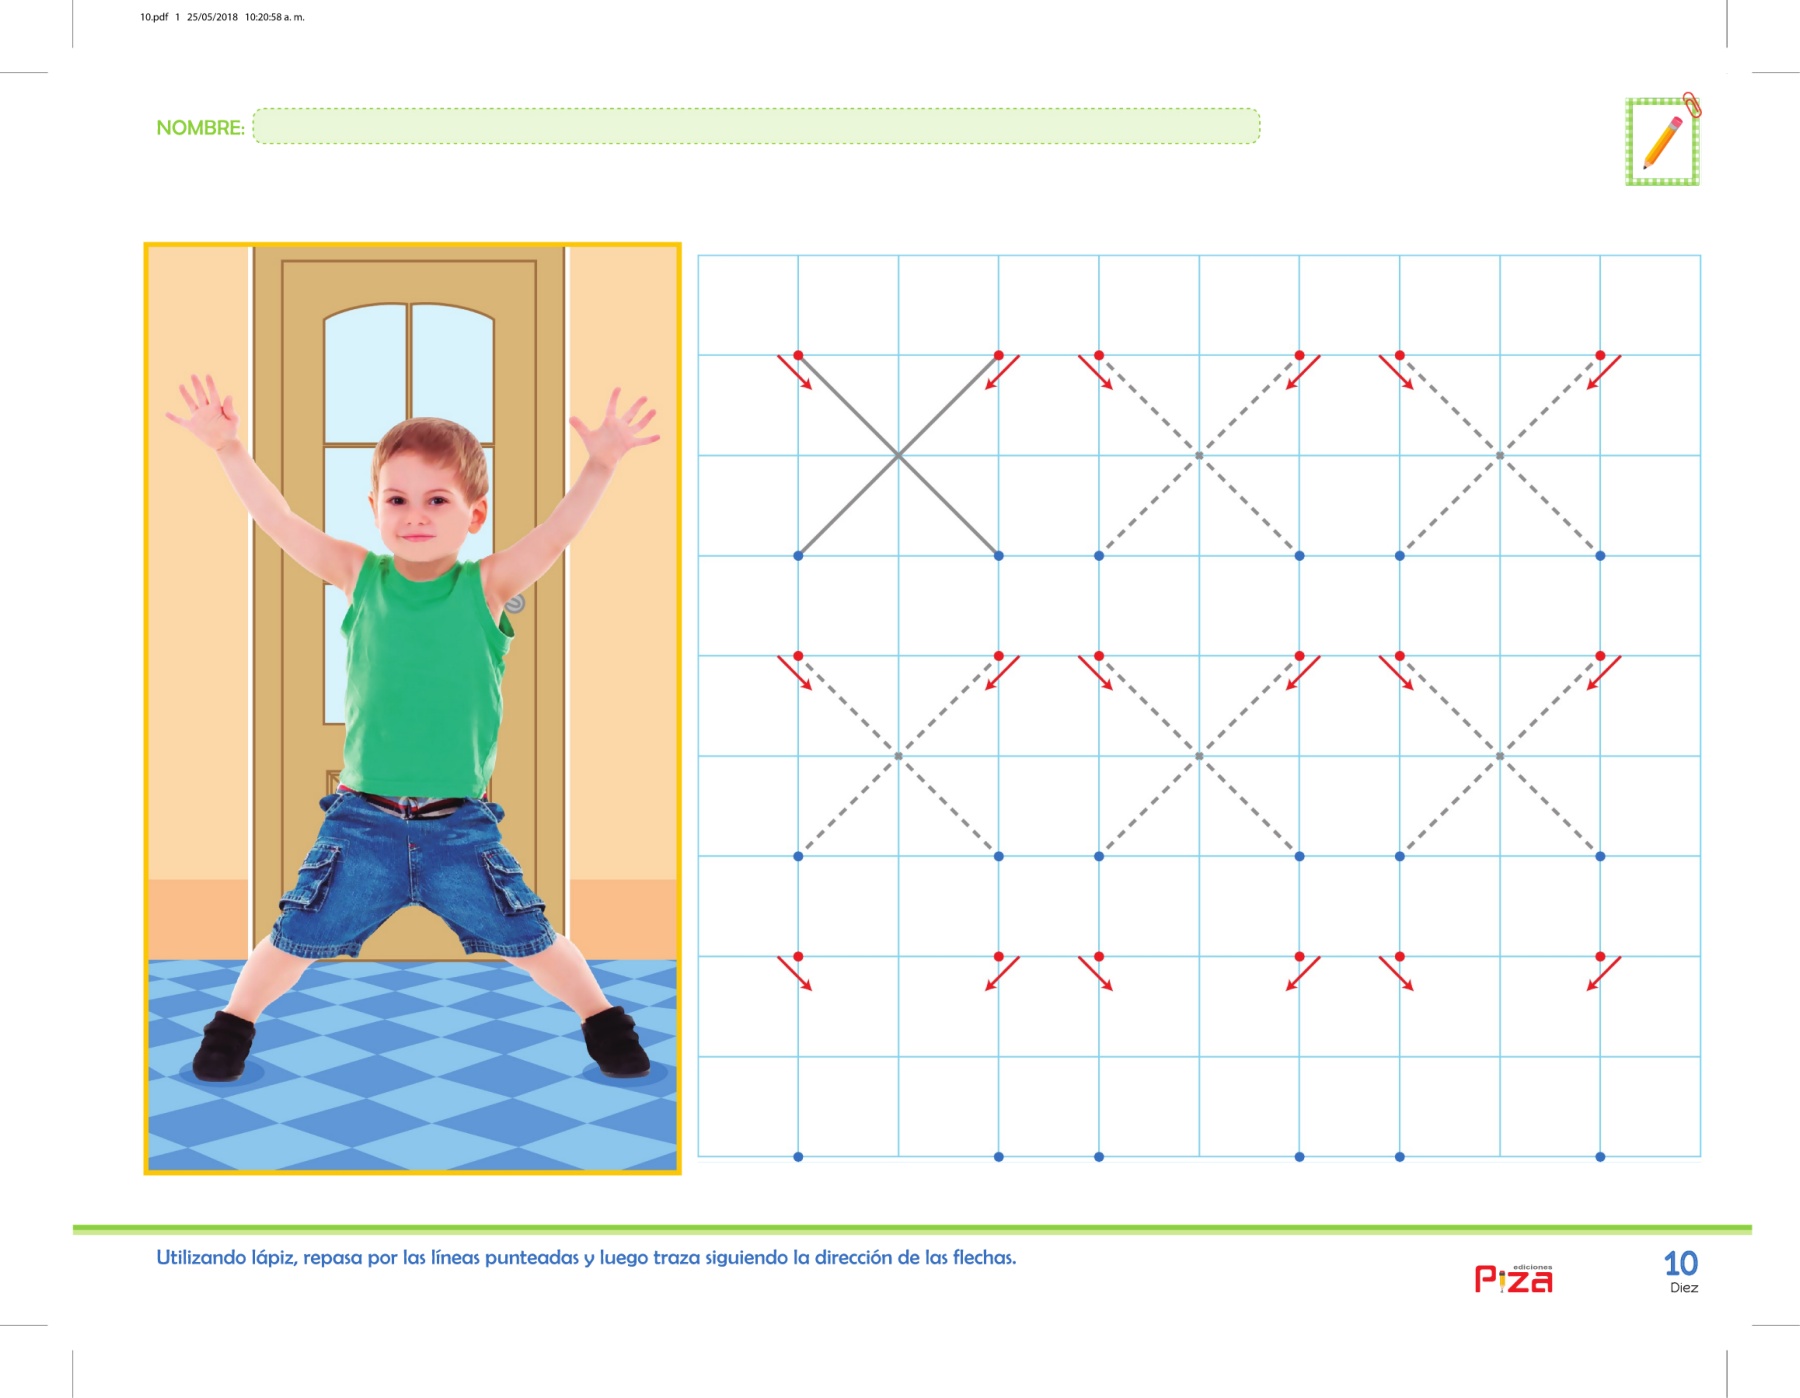 10.pdf 1 25/05/2018 10:20:58 a. m.
NOMBRE:
Utilizando lápiz, repasa por las líneas punteadas y luego traza siguiendo la dirección de las flechas.
ediciones
Piza
10
Diez